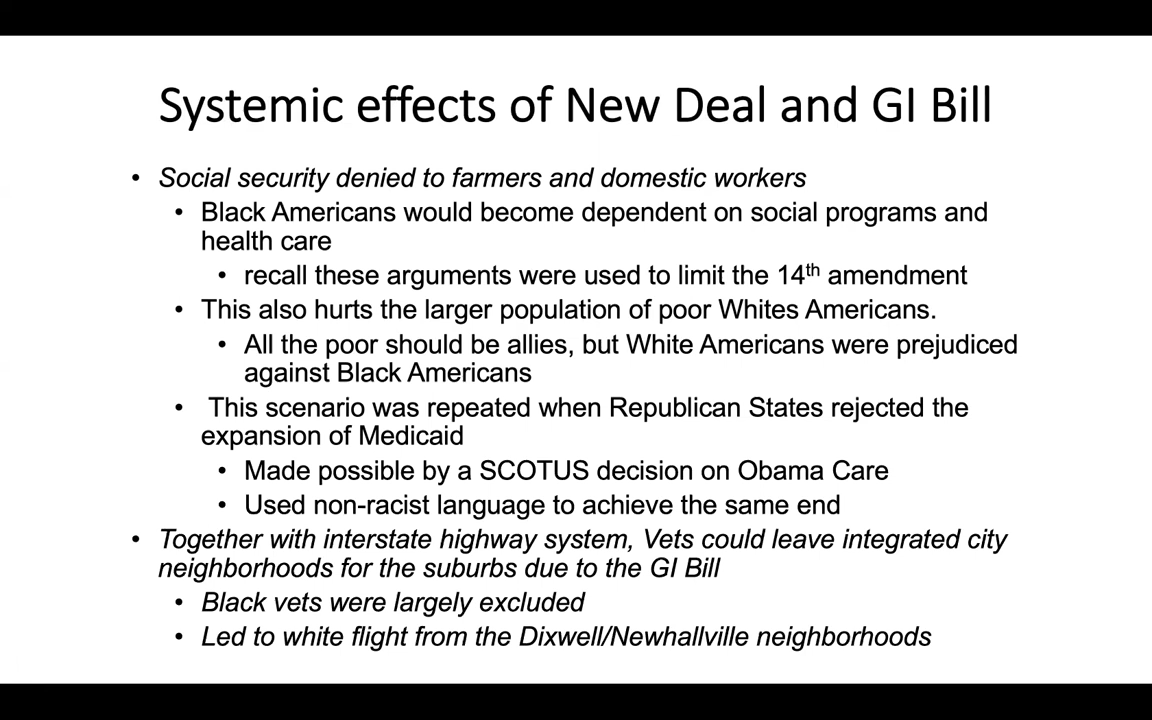 Systemic effects of New Deal and GI Bill
• Social security denied to farmers and domestic workers
• Black Americans would become dependent on social programs and
health care
• recall these arguments were used to limit the 14th amendment
• This also hurts the larger population of poor Whites Americans.
• All the poor should be allies, but White Americans were prejudiced
against Black Americans
• This scenario was repeated when Republican States rejected the
expansion of Medicaid
• Made possible by a SCOTUS decision on Obama Care
• Used non-racist language to achieve the same end
• Together with interstate highway system, Vets could leave integrated city
neighborhoods for the suburbs due to the GI Bill
• Black vets were largely excluded
• Led to white flight from the Dixwell/Newhallville neighborhoods